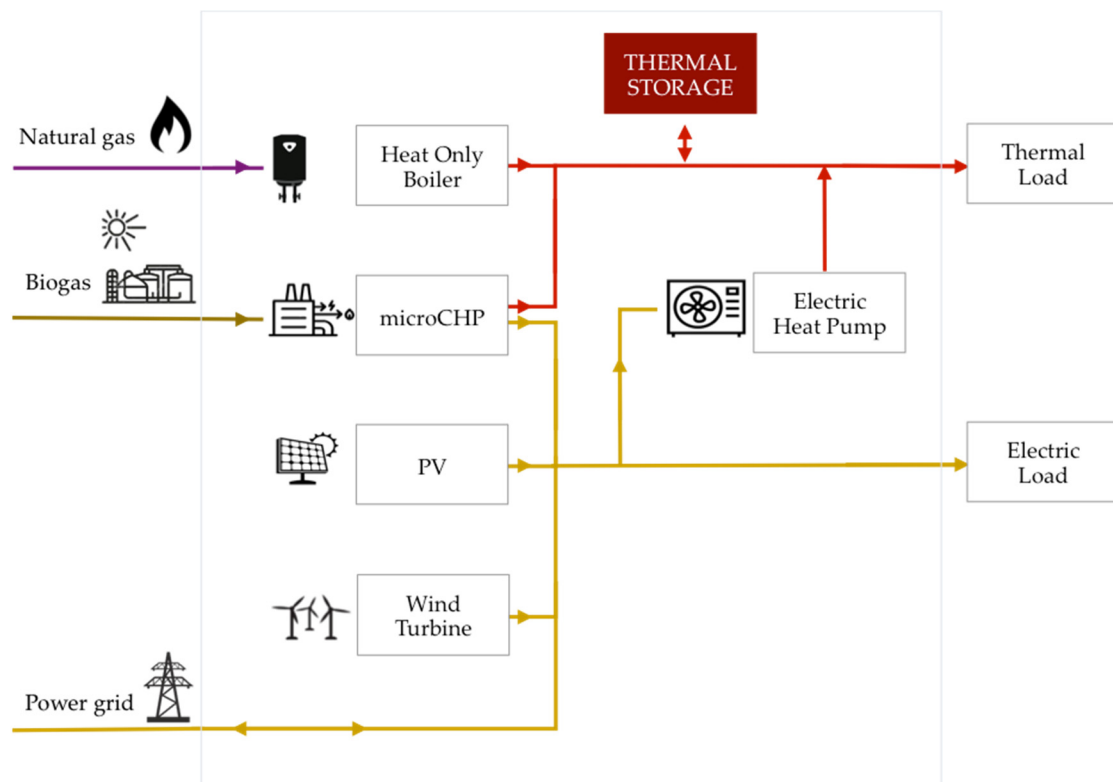 THERMAL
STORAGE
Natural gas
Heat Only
Boiler
Thermal
Load
Biogas
microCHP
Electric
Heat Pump
PV
Electric
Load
Wind
Turbine
Power grid